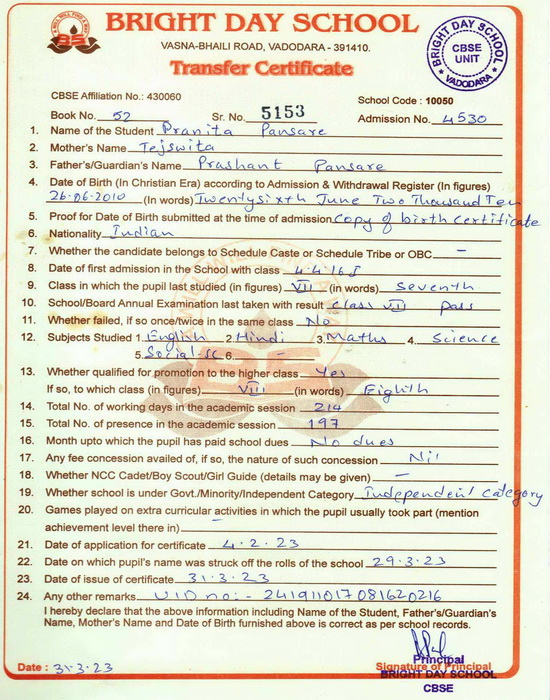 BRIGHT DAY SCHOOL
VASNA-BHAILI ROAD, VADODARA - 391410.
Transfer Certificate
BRIGHT DAY SCHOOL
CBSE
UNIT
VADODARA
CBSE Affiliation No.: 430060
School Code : 10050
Book No. 52 Sr. No. 5153 Admission No. 4530
1. Name of the Student Pranita Pansare
2. Mother's Name Tejswita
3. Father's/Guardian's Name Prashant Pansare
4. Date of Birth (In Christian Era) according to Admission & Withdrawal Register (In figures)
26-06-2010 (In words) Twentysixth June Two Thousand Ten
5. Proof for Date of Birth submitted at the time of admission Copy of birth Certificate
6. Nationality Indian
7. Whether the candidate belongs to Schedule Caste or Schedule Tribe or OBC -
8. Date of first admission in the School with class 4.4.16 I
9. Class in which the pupil last studied (in figures) VII (in words) Seventh
10. School/Board Annual Examination last taken with result class VII pass
11. Whether failed, if so once/twice in the same class No
12. Subjects Studied 1. English 2. Hindi 3. Maths 4. Science
5. Social-sc 6. -
13. Whether qualified for promotion to the higher class Yes
If so, to which class (in figures) VIII (in words) Eighth
14. Total No. of working days in the academic session 214
15. Total No. of presence in the academic session 197
16. Month upto which the pupil has paid school dues No dues
17. Any fee concession availed of, if so, the nature of such concession Nil
18. Whether NCC Cadet/Boy Scout/Girl Guide (details may be given) -
19. Whether school is under Govt./Minority/Independent Category Independent category
20. Games played on extra curricular activities in which the pupil usually took part (mention
achievement level there in) -
21. Date of application for certificate 4.2.23
22. Date on which pupil's name was struck off the rolls of the school 29.3.23
23. Date of issue of certificate 31.3.23
24. Any other remarks UID no:- 241911017081620216
I hereby declare that the above information including Name of the Student, Father's/Guardian's
Name, Mother's Name and Date of Birth furnished above is correct as per school records.
Date : 31.3.23
Principal
Signature of Principal
BRIGHT DAY SCHOOL
CBSE